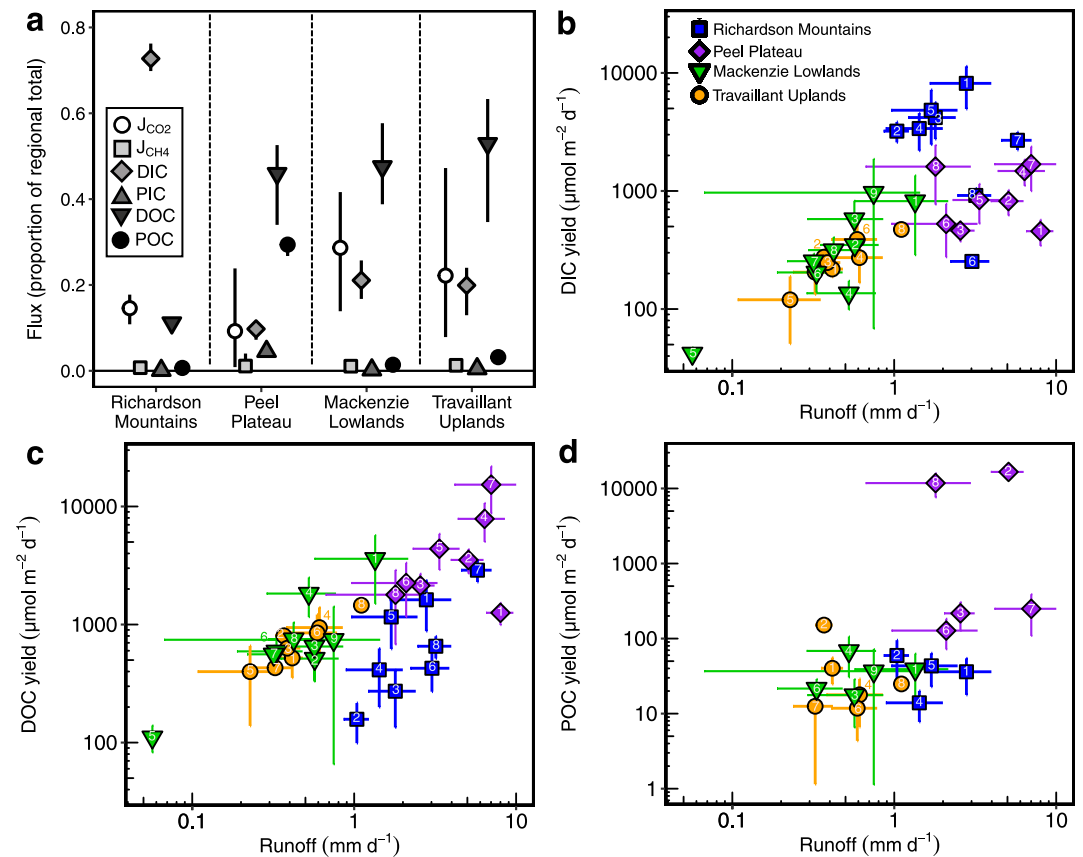 a
Flux (proportion of regional total)
0.8
0.6
0.4
0.2
0.0
J_CO2
J_CH4
DIC
PIC
DOC
POC
Richardson Mountains
Peel Plateau
Mackenzie Lowlands
Travaillant Uplands
b
Richardson Mountains
Peel Plateau
Mackenzie Lowlands
Travaillant Uplands
DIC yield (µmol m⁻² d⁻¹)
10000
1000
100
0.1
1
10
Runoff (mm d⁻¹)
c
DOC yield (µmol m⁻² d⁻¹)
10000
1000
100
0.1
1
10
Runoff (mm d⁻¹)
d
POC yield (µmol m⁻² d⁻¹)
10000
1000
100
10
1
0.1
1
10
Runoff (mm d⁻¹)